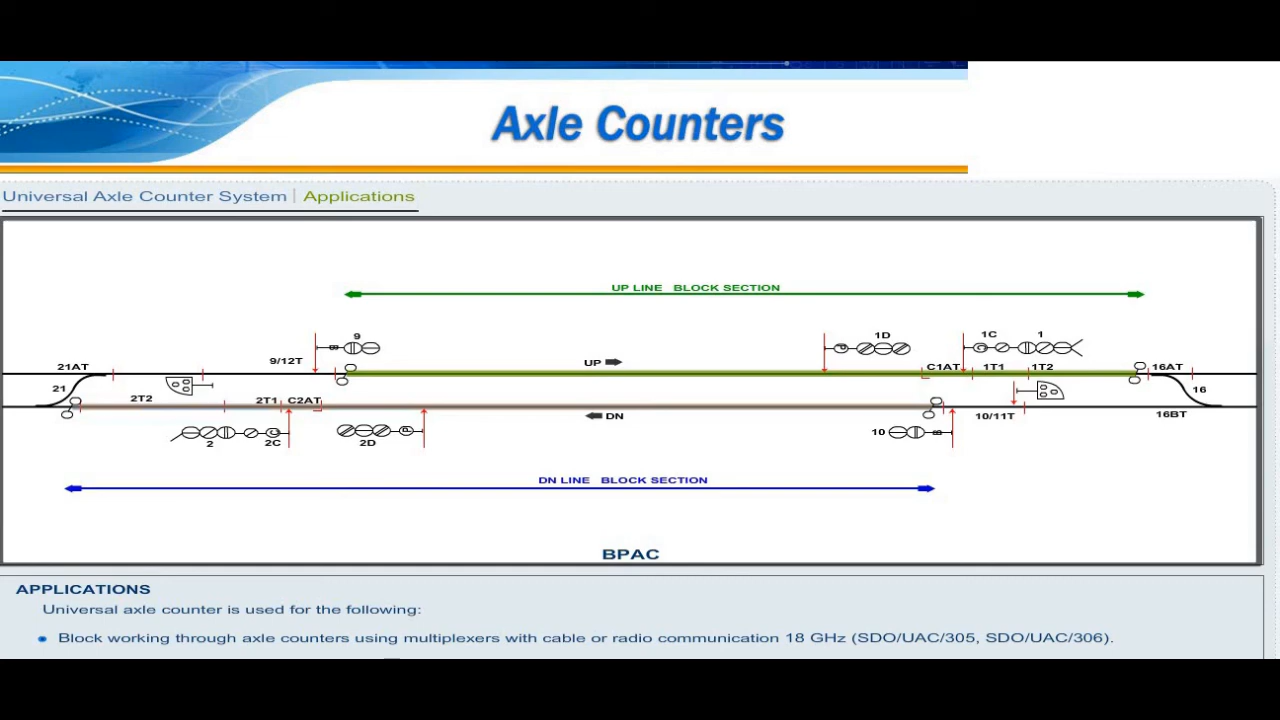 Axle Counters
Universal Axle Counter System | Applications
UP LINE BLOCK SECTION
9 1D 1C 1
B P C
9/12T UP
21AT C1AT 1T1 1T2 16AT
21 16
2T2 2T1 C2AT
DN 10/11T 16BT
C P 10 B
2 2C 2D
DN LINE BLOCK SECTION
BPAC
APPLICATIONS
Universal axle counter is used for the following:
Block working through axle counters using multiplexers with cable or radio communication 18 GHz (SDO/UAC/305, SDO/UAC/306).